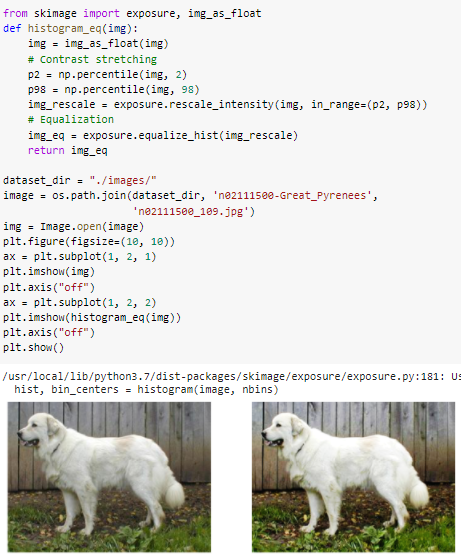 from skimage import exposure, img_as_float
def histogram_eq(img):
    img = img_as_float(img)
    # Contrast stretching
    p2 = np.percentile(img, 2)
    p98 = np.percentile(img, 98)
    img_rescale = exposure.rescale_intensity(img, in_range=(p2, p98))
    # Equalization
    img_eq = exposure.equalize_hist(img_rescale)
    return img_eq
dataset_dir = "./images/"
image = os.path.join(dataset_dir, 'n02111500-Great_Pyrenees',
                     'n02111500_109.jpg')
img = Image.open(image)
plt.figure(figsize=(10, 10))
ax = plt.subplot(1, 2, 1)
plt.imshow(img)
plt.axis("off")
ax = plt.subplot(1, 2, 2)
plt.imshow(histogram_eq(img))
plt.axis("off")
plt.show()
/usr/local/lib/python3.7/dist-packages/skimage/exposure/exposure.py:181: Us
  hist, bin_centers = histogram(image, nbins)